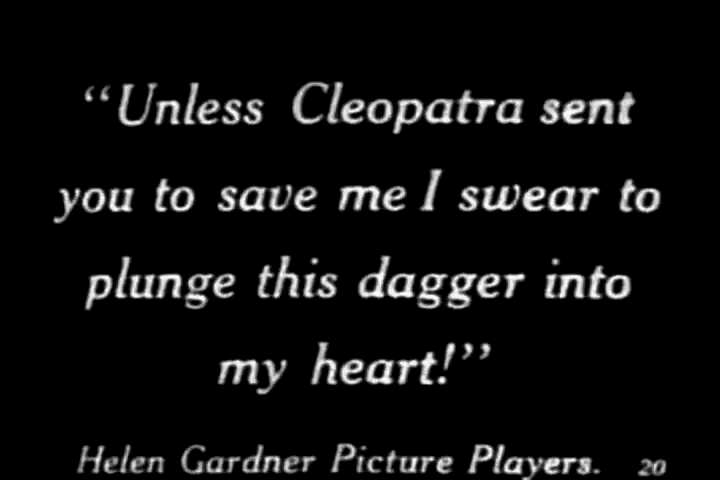 “Unless Cleopatra sent
you to save me I swear to
plunge this dagger into
my heart!”
Helen Gardner Picture Players. 20